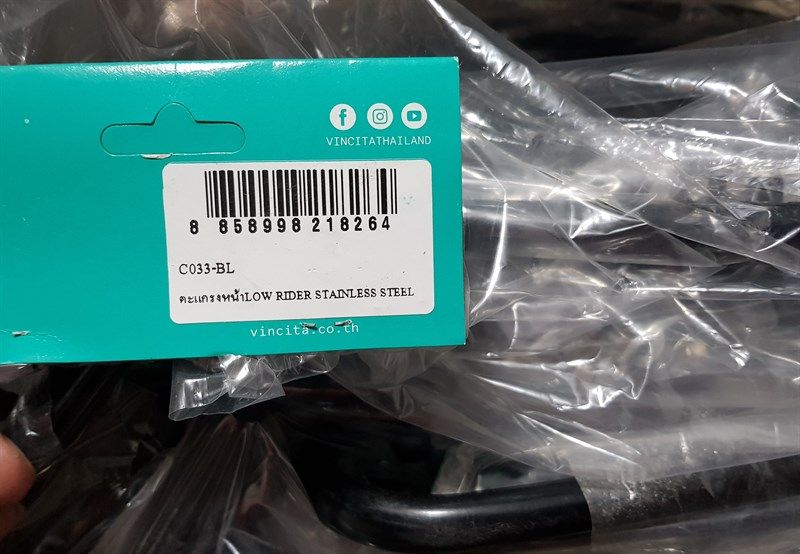 VINCITATHAILAND
8 858998 218264
C033-BL
ตะแกรงหน้าLOW RIDER STAINLESS STEEL
vincita.co.th